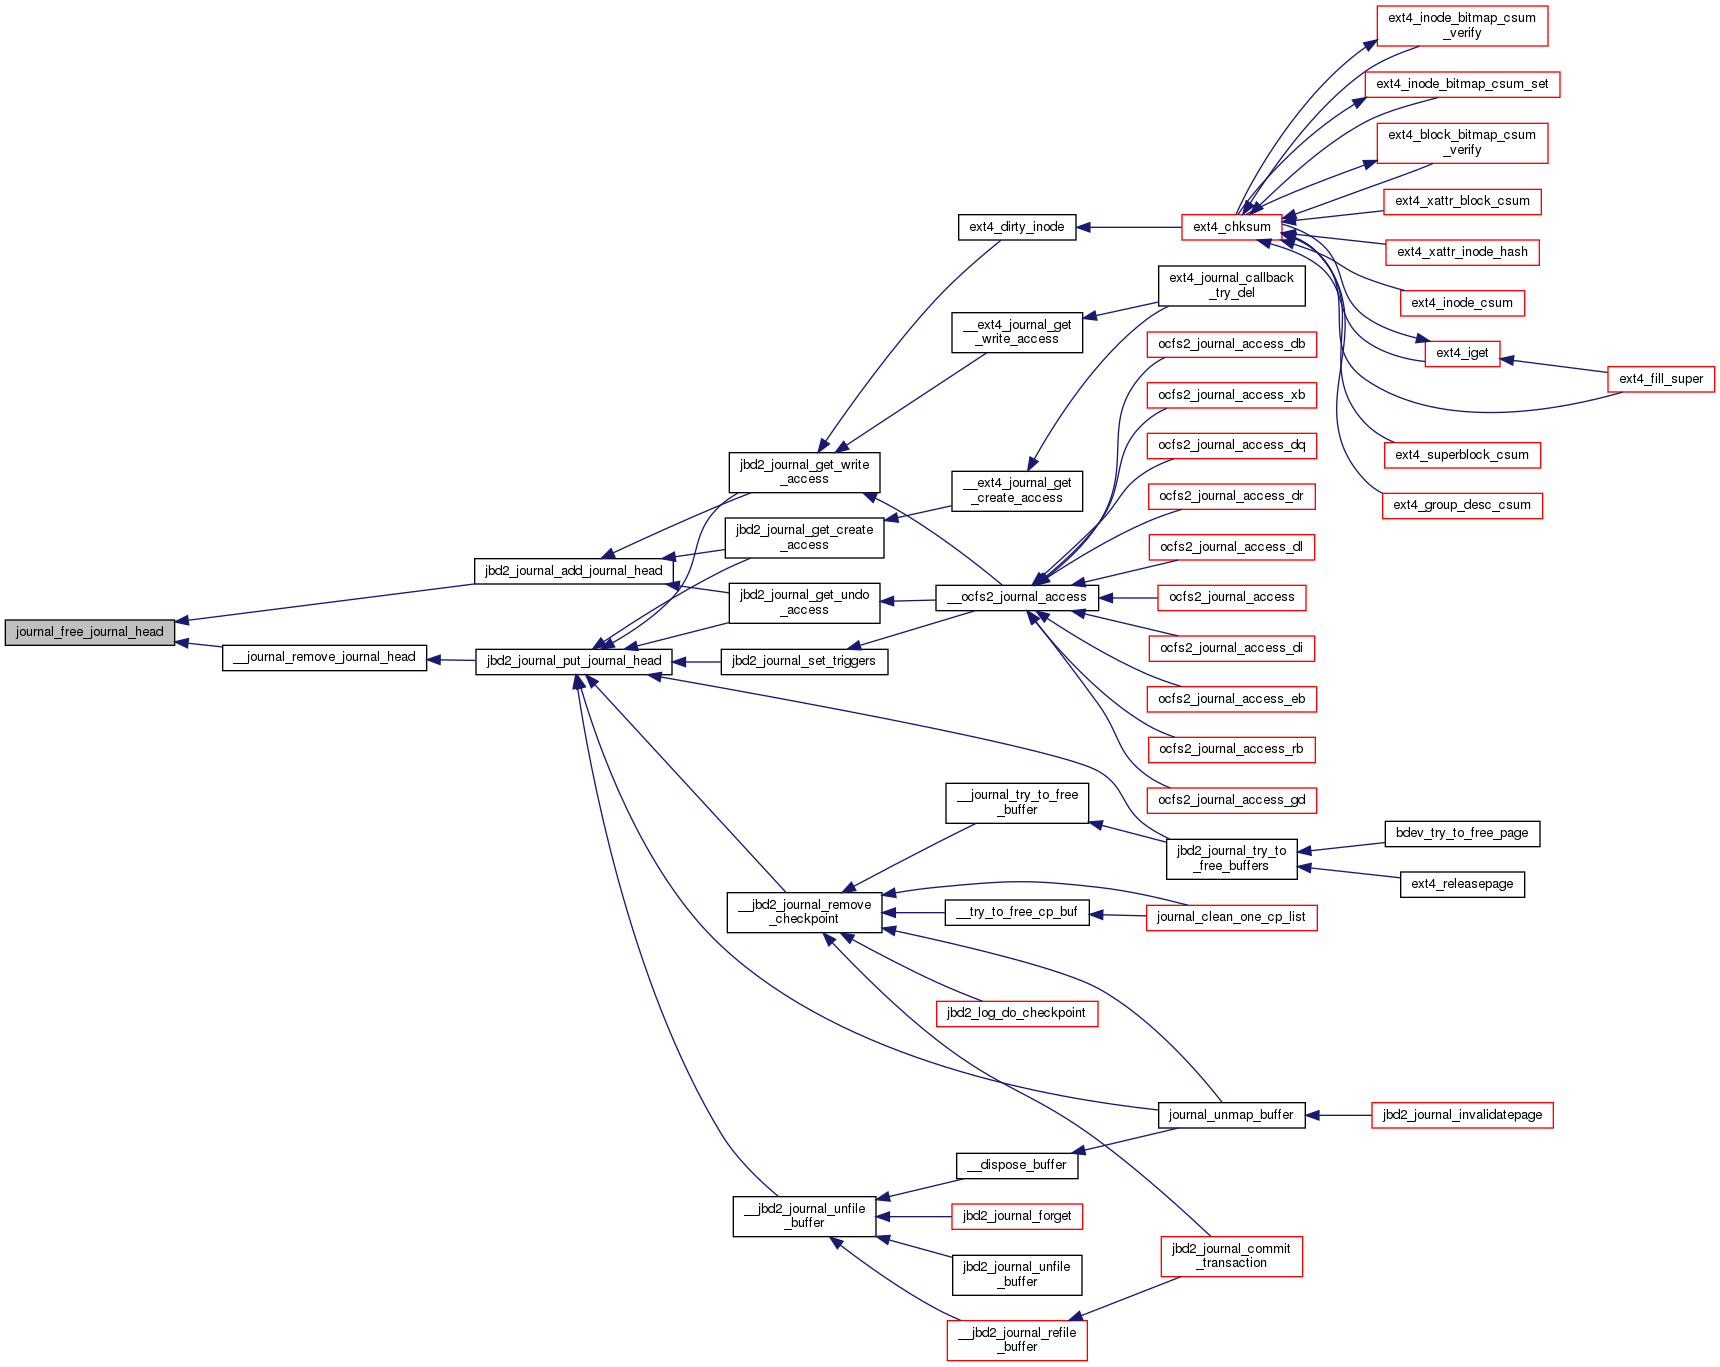 ext4_inode_bitmap_csum
_verify
ext4_inode_bitmap_csum_set
ext4_block_bitmap_csum
_verify
ext4_xattr_block_csum
ext4_dirty_inode
ext4_chksum
ext4_xattr_inode_hash
ext4_journal_callback
_try_del
ext4_inode_csum
__ext4_journal_get
_write_access
ocfs2_journal_access_db
ext4_iget
ext4_fill_super
ocfs2_journal_access_xb
ocfs2_journal_access_dq
ext4_superblock_csum
jbd2_journal_get_write
_access
__ext4_journal_get
_create_access
ocfs2_journal_access_dr
ext4_group_desc_csum
jbd2_journal_get_create
_access
ocfs2_journal_access_dl
jbd2_journal_add_journal_head
jbd2_journal_get_undo
_access
__ocfs2_journal_access
ocfs2_journal_access
journal_free_journal_head
ocfs2_journal_access_di
__journal_remove_journal_head
jbd2_journal_put_journal_head
jbd2_journal_set_triggers
ocfs2_journal_access_eb
ocfs2_journal_access_rb
ocfs2_journal_access_gd
__journal_try_to_free
_buffer
bdev_try_to_free_page
jbd2_journal_try_to
_free_buffers
ext4_releasepage
__jbd2_journal_remove
_checkpoint
__try_to_free_cp_buf
journal_clean_one_cp_list
jbd2_log_do_checkpoint
journal_unmap_buffer
jbd2_journal_invalidatepage
__dispose_buffer
__jbd2_journal_unfile
_buffer
jbd2_journal_forget
jbd2_journal_commit
_transaction
jbd2_journal_unfile
_buffer
__jbd2_journal_refile
_buffer